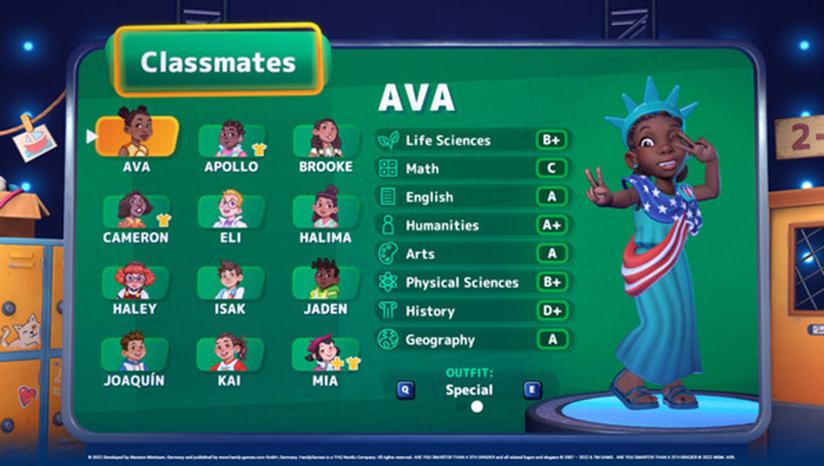 Classmates
AVA
AVA APOLLO BROOKE
CAMERON ELI HALIMA
HALEY ISAK JADEN
JOAQUÍN KAI MIA
Life Sciences B+
Math C
English A
Humanities A+
Arts A
Physical Sciences B+
History D+
Geography A
OUTFIT:
Q Special E
2-